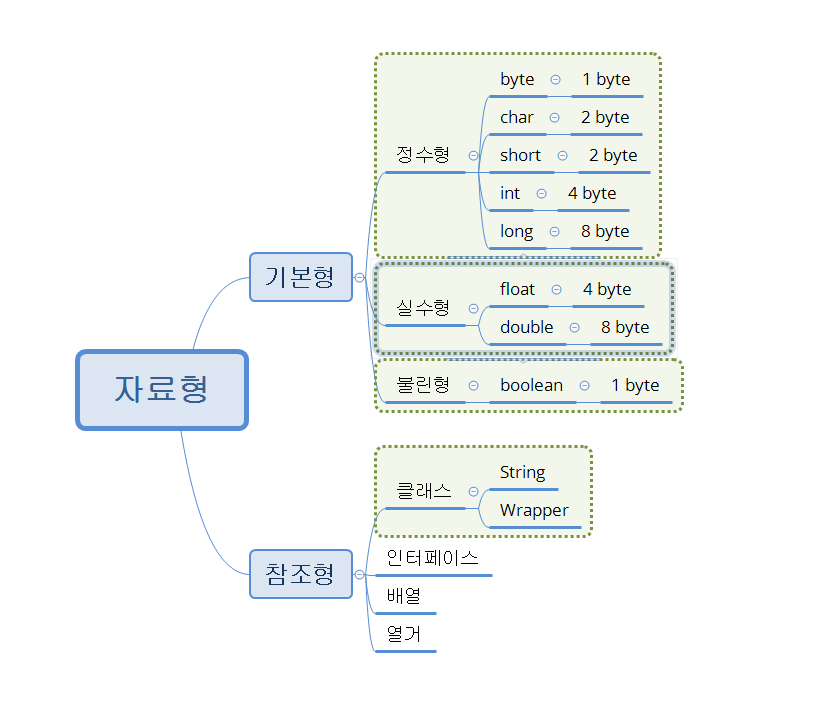 자료형
기본형
정수형
byte 1 byte
char 2 byte
short 2 byte
int 4 byte
long 8 byte
실수형
float 4 byte
double 8 byte
불린형
boolean 1 byte
참조형
클래스
String
Wrapper
인터페이스
배열
열거